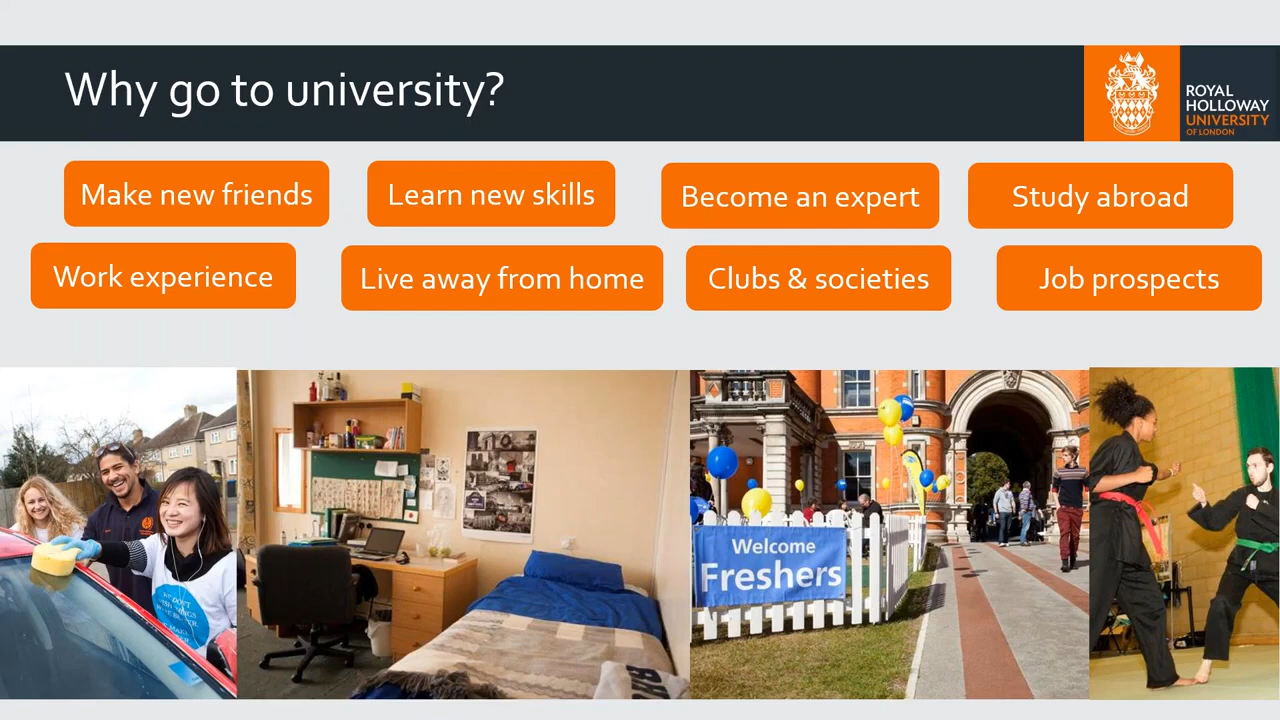 Why go to university?
ROYAL
HOLLOWAY
UNIVERSITY
OF LONDON
Make new friends
Learn new skills
Become an expert
Study abroad
Work experience
Live away from home
Clubs & societies
Job prospects
Welcome
Freshers